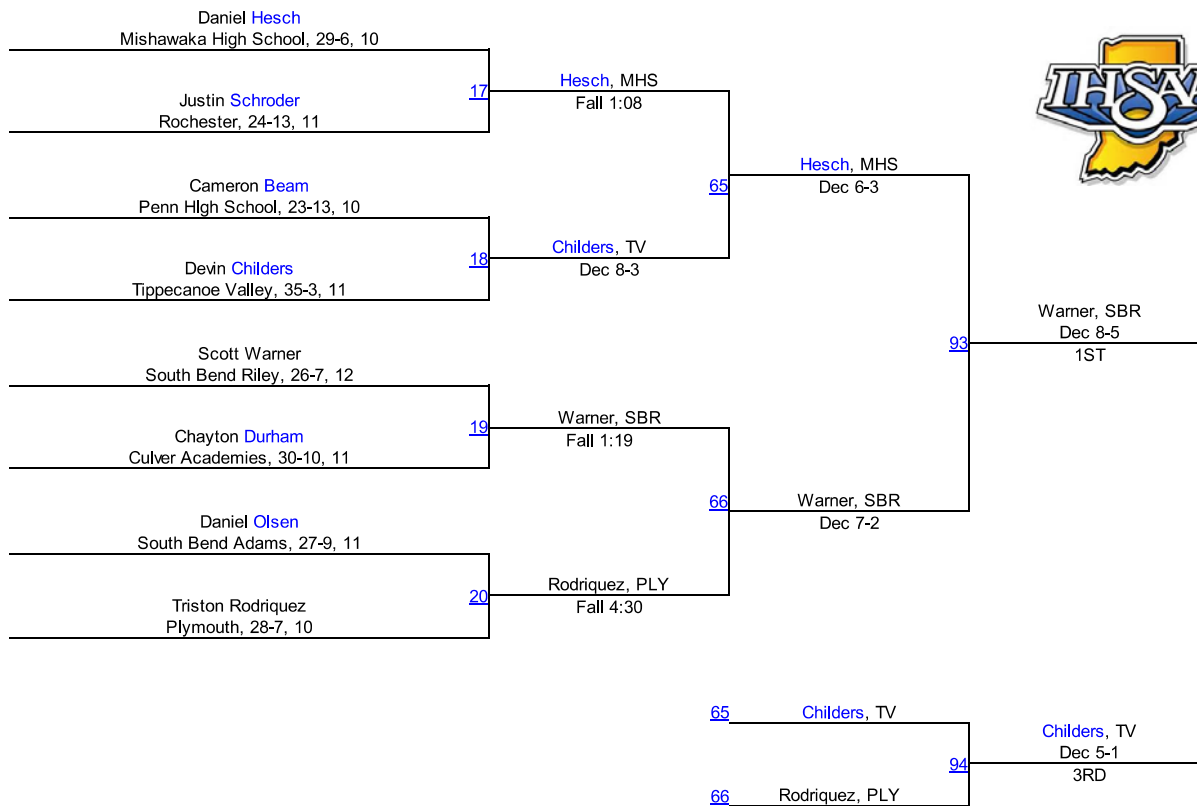 Daniel Hesch
Mishawaka High School, 29-6, 10
17
Hesch, MHS
Fall 1:08
Justin Schroder
Rochester, 24-13, 11
65
Hesch, MHS
Dec 6-3
IHSAA
Cameron Beam
Penn HIgh School, 23-13, 10
18
Childers, TV
Dec 8-3
Devin Childers
Tippecanoe Valley, 35-3, 11
93
Warner, SBR
Dec 8-5
1ST
Scott Warner
South Bend Riley, 26-7, 12
19
Warner, SBR
Fall 1:19
Chayton Durham
Culver Academies, 30-10, 11
66
Warner, SBR
Dec 7-2
Daniel Olsen
South Bend Adams, 27-9, 11
20
Rodriquez, PLY
Fall 4:30
Triston Rodriquez
Plymouth, 28-7, 10
65
Childers, TV
94
Childers, TV
Dec 5-1
3RD
66
Rodriquez, PLY